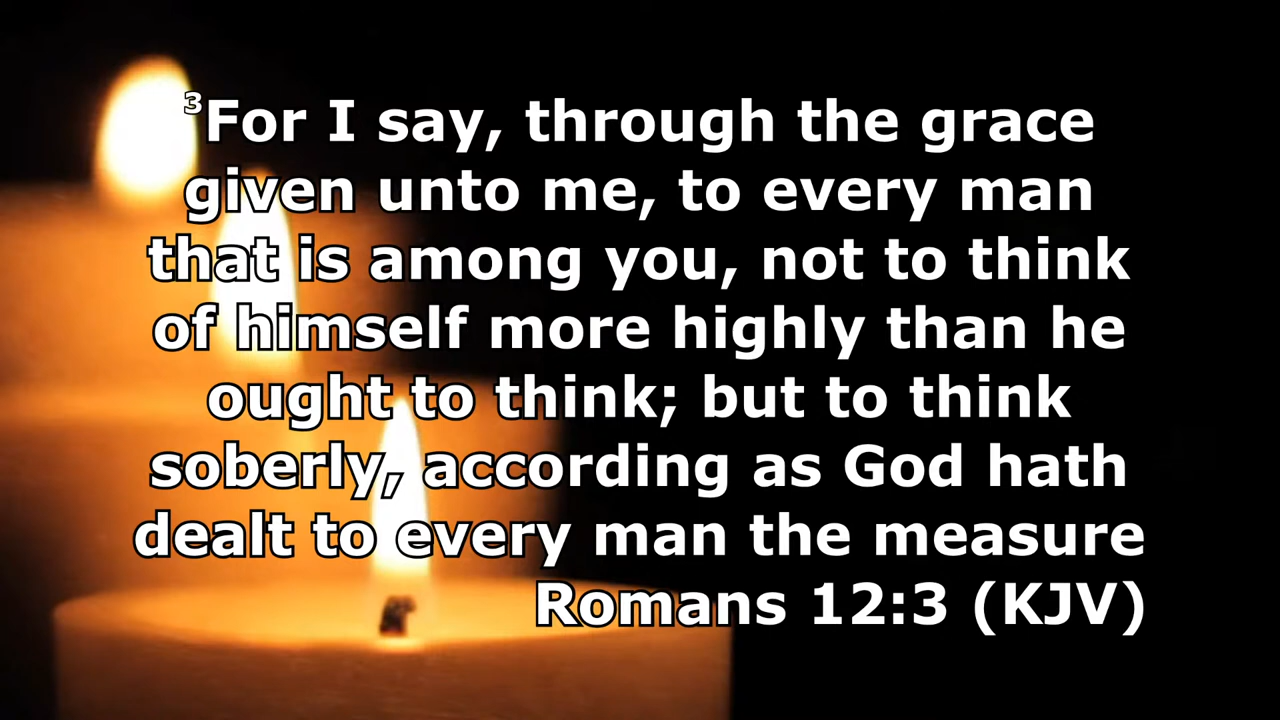 ³For I say, through the grace
given unto me, to every man
that is among you, not to think
of himself more highly than he
ought to think; but to think
soberly, according as God hath
dealt to every man the measure
Romans 12:3 (KJV)